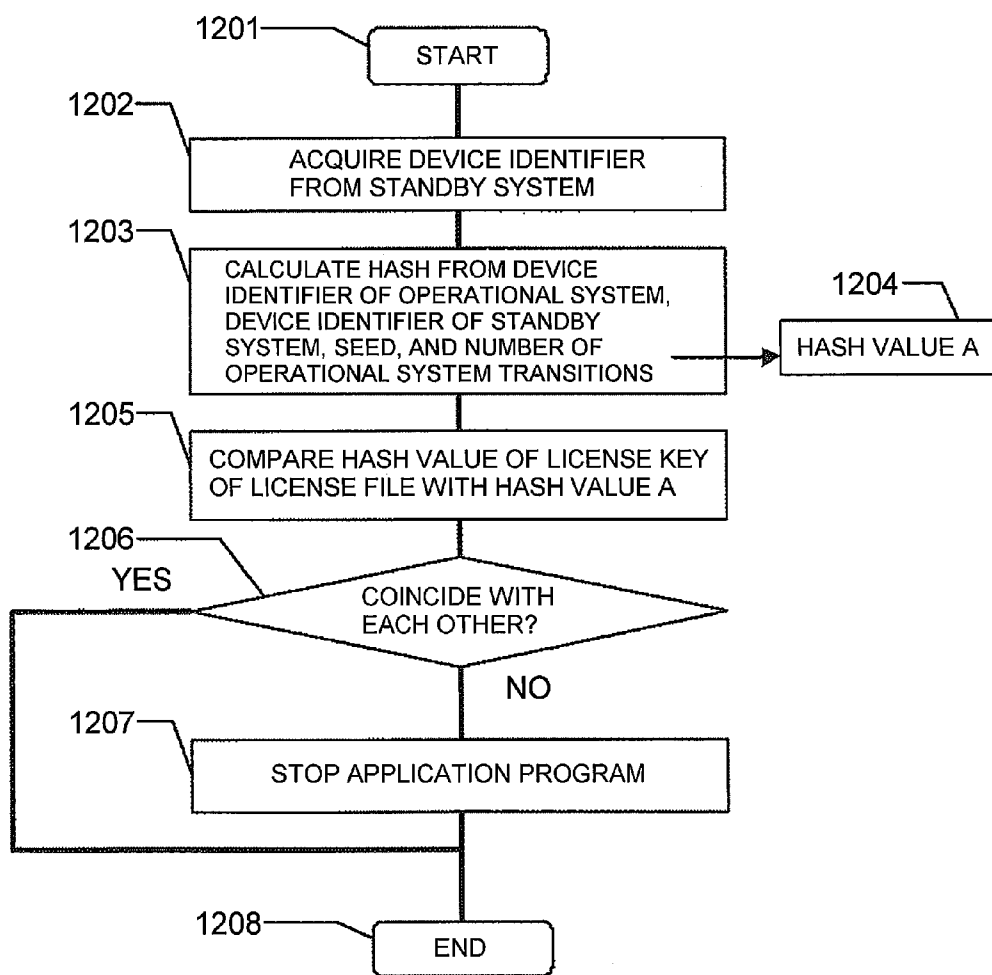 1201
START
1202
ACQUIRE DEVICE IDENTIFIER
FROM STANDBY SYSTEM
1203
CALCULATE HASH FROM DEVICE
IDENTIFIER OF OPERATIONAL SYSTEM,
DEVICE IDENTIFIER OF STANDBY
SYSTEM, SEED, AND NUMBER OF
OPERATIONAL SYSTEM TRANSITIONS
1204
HASH VALUE A
1205
COMPARE HASH VALUE OF LICENSE KEY
OF LICENSE FILE WITH HASH VALUE A
1206
YES
COINCIDE WITH
EACH OTHER?
NO
1207
STOP APPLICATION PROGRAM
1208
END